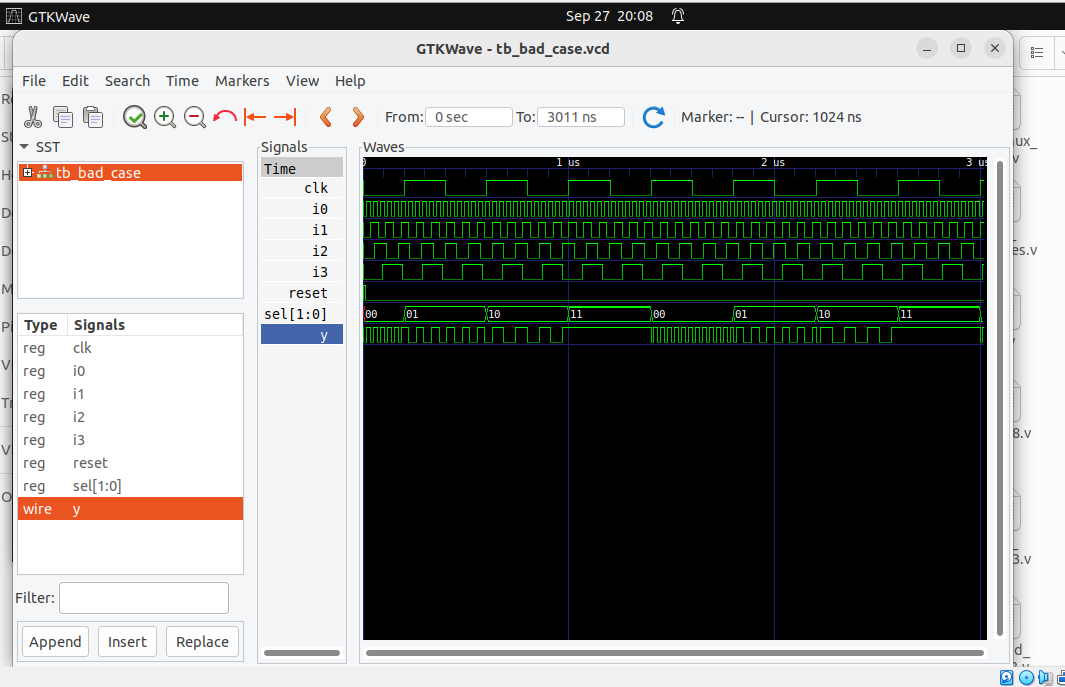 GTKWave
Sep 27 20:08
GTKWave - tb_bad_case.vcd
File Edit Search Time Markers View Help
From: 0 sec To: 3011 ns Marker: -- | Cursor: 1024 ns
SST
tb_bad_case
Type Signals
reg clk
reg i0
reg i1
reg i2
reg i3
reg reset
reg sel[1:0]
wire y
Filter:
Append Insert Replace
Signals
Time
clk
i0
i1
i2
i3
reset
sel[1:0]
y
Waves
0 1 us 2 us 3 us
00 01 10 11 00 01 10 11
ux_
v
es.v
8.v
3.v
d_